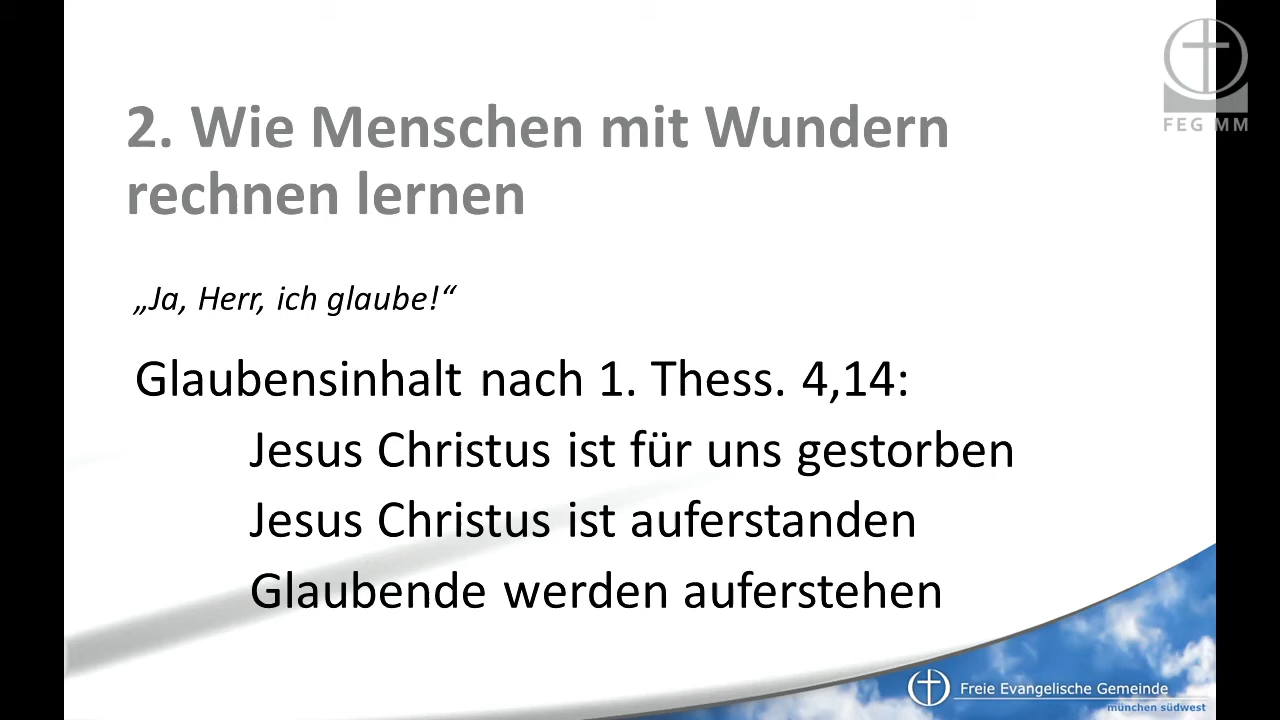 FEG MM
2. Wie Menschen mit Wundern
rechnen lernen
„Ja, Herr, ich glaube!“
Glaubensinhalt nach 1. Thess. 4,14:
Jesus Christus ist für uns gestorben
Jesus Christus ist auferstanden
Glaubende werden auferstehen
Freie Evangelische Gemeinde
münchen südwest